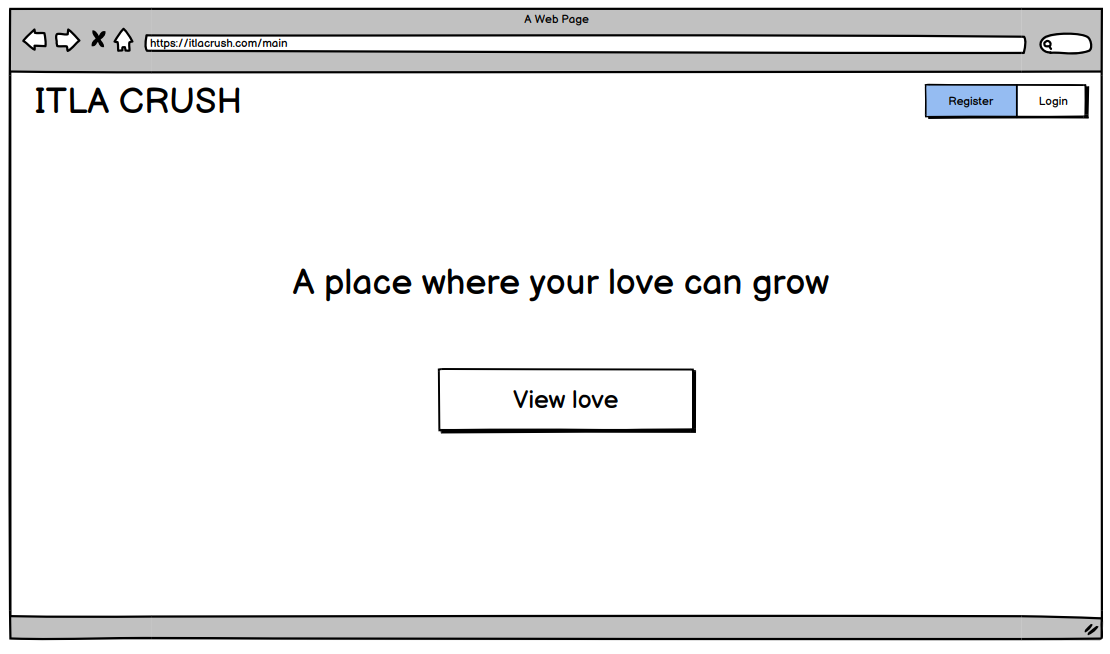 A Web Page
https://itlacrush.com/main
ITLA CRUSH
Register
Login
A place where your love can grow
View love